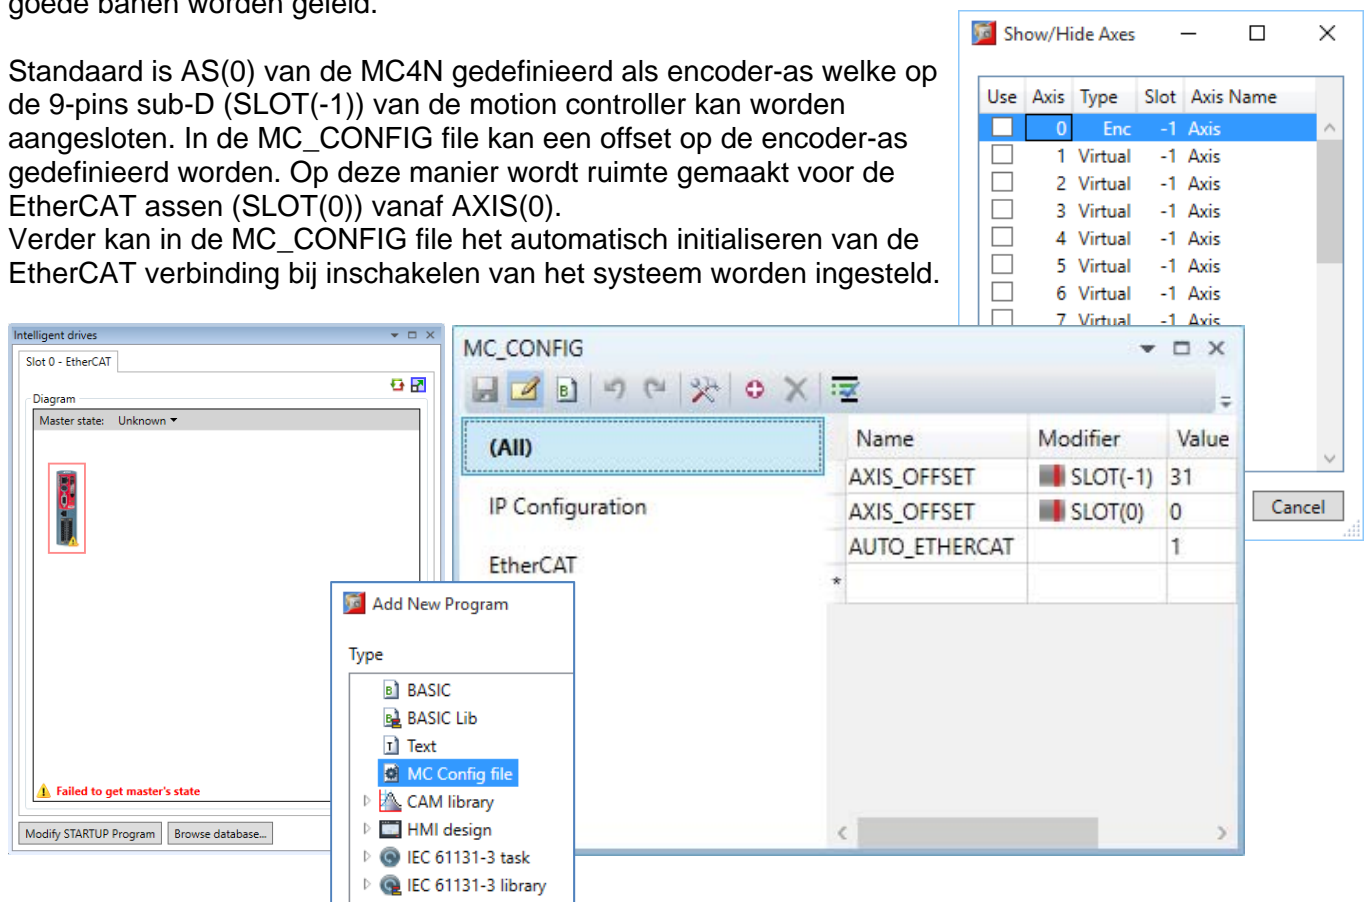 goede banen worden geleid.
Standaard is AS(0) van de MC4N gedefinieerd als encoder-as welke op
de 9-pins sub-D (SLOT(-1)) van de motion controller kan worden
aangesloten. In de MC_CONFIG file kan een offset op de encoder-as
gedefinieerd worden. Op deze manier wordt ruimte gemaakt voor de
EtherCAT assen (SLOT(0)) vanaf AXIS(0).
Verder kan in de MC_CONFIG file het automatisch initialiseren van de
EtherCAT verbinding bij inschakelen van het systeem worden ingesteld.
Show/Hide Axes
Use Axis Type Slot Axis Name
0 Enc -1 Axis
1 Virtual -1 Axis
2 Virtual -1 Axis
3 Virtual -1 Axis
4 Virtual -1 Axis
5 Virtual -1 Axis
6 Virtual -1 Axis
7 Virtual -1 Axis
Cancel
Intelligent drives
Slot 0 - EtherCAT
Diagram
Master state: Unknown
Failed to get master's state
Modify STARTUP Program Browse database...
MC_CONFIG
(All)
IP Configuration
EtherCAT
Name Modifier Value
AXIS_OFFSET SLOT(-1) 31
AXIS_OFFSET SLOT(0) 0
AUTO_ETHERCAT 1
*
Add New Program
Type
BASIC
BASIC Lib
Text
MC Config file
CAM library
HMI design
IEC 61131-3 task
IEC 61131-3 library